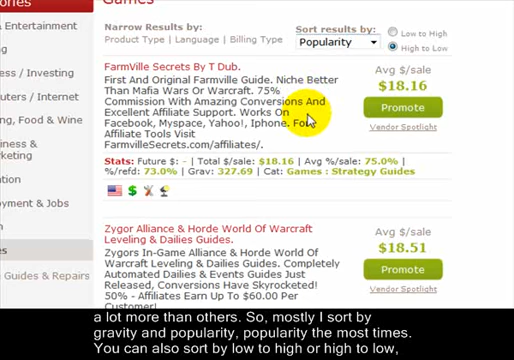 Games
ories
Narrow Results by:
Sort results by:
Low to High
High to Low
Product Type | Language | Billing Type
Popularity
& Entertainment
FarmVille Secrets By T Dub.
First And Original Farmville Guide. Niche Better
Than Mafia Wars Or Warcraft. 75%
Commission With Amazing Conversions And
Excellent Affiliate Support. Works On
Facebook, Myspace, Yahoo!, Iphone. For
Affiliate Tools Visit
FarmvilleSecrets.com/affiliates/.
Avg $/sale
$18.16
Promote
Vendor Spotlight
Stats: Future $: - | Total $/sale: $18.16 | Avg %/sale: 75.0% |
%/refd: 73.0% | Grav: 327.69 | Cat: Games : Strategy Guides
ng
ess / Investing
uters / Internet
ng, Food & Wine
siness /
rketing
ation
oyment & Jobs
n
es
Guides & Repairs
Zygor Alliance & Horde World Of Warcraft
Leveling & Dailies Guides.
Zygors In-Game Alliance & Horde World Of
Warcraft Leveling & Dailies Guides. Completely
Automated Dailies & Events Guides Just
Released, Conversions Have Skyrocketed!
50% - Affiliates Earn Up To $60.00 Per
Avg $/sale
$18.51
Promote
Vendor Spotlight
a lot more than others. So, mostly I sort by
gravity and popularity, popularity the most times.
You can also sort by low to high or high to low,